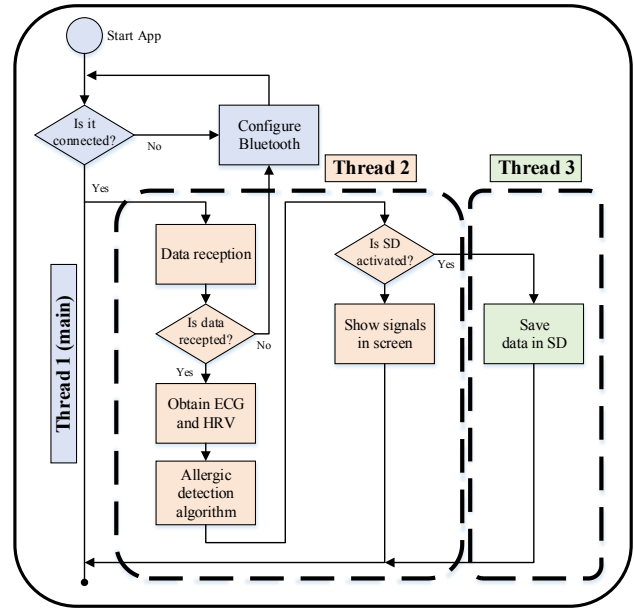 Start App
Is it
connected?
No
Configure
Bluetooth
Yes
Thread 1 (main)
Thread 2
Data reception
Is data
recepted?
No
Yes
Obtain ECG
and HRV
Allergic
detection
algorithm
Is SD
activated?
Yes
Show signals
in screen
Thread 3
Save
data in SD